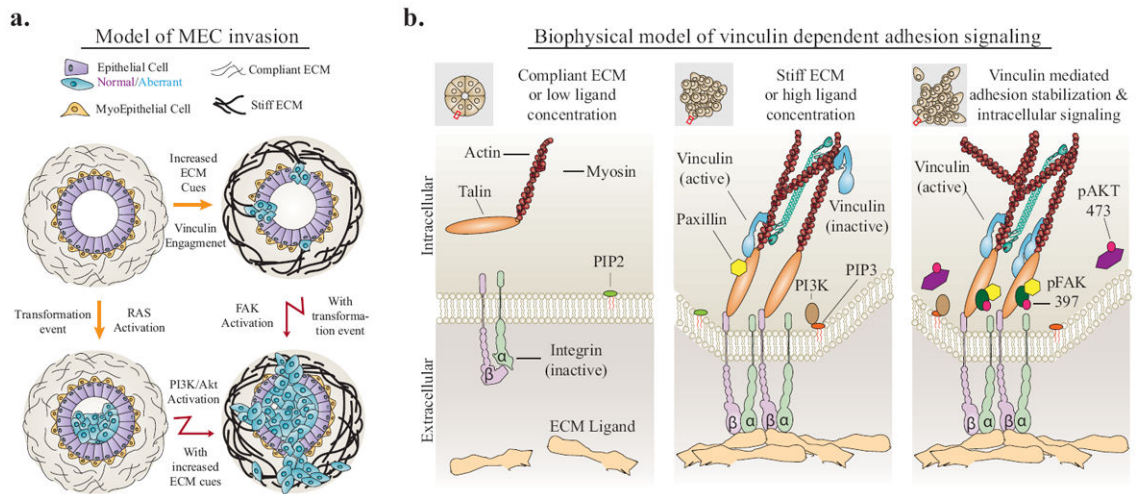 a.
Model of MEC invasion
Epithelial Cell
Normal/Aberrant
MyoEpithelial Cell
Compliant ECM
Stiff ECM
Increased
ECM
Cues
Vinculin
Engagmenet
Transformation
event
RAS
Activation
FAK
Activation
With
transforma-
tion event
PI3K/Akt
Activation
With
increased
ECM cues
b.
Biophysical model of vinculin dependent adhesion signaling
Compliant ECM
or low ligand
concentration
Stiff ECM
or high ligand
concentration
Vinculin mediated
adhesion stabilization &
intracellular signaling
Intracellular
Extracellular
Actin
Myosin
Talin
PIP2
α
β
Integrin
(inactive)
ECM Ligand
Vinculin
(active)
Paxillin
Vinculin
(inactive)
PI3K
PIP3
β
α
β
α
Vinculin
(active)
pAKT
473
pFAK
397
β
α
β
α